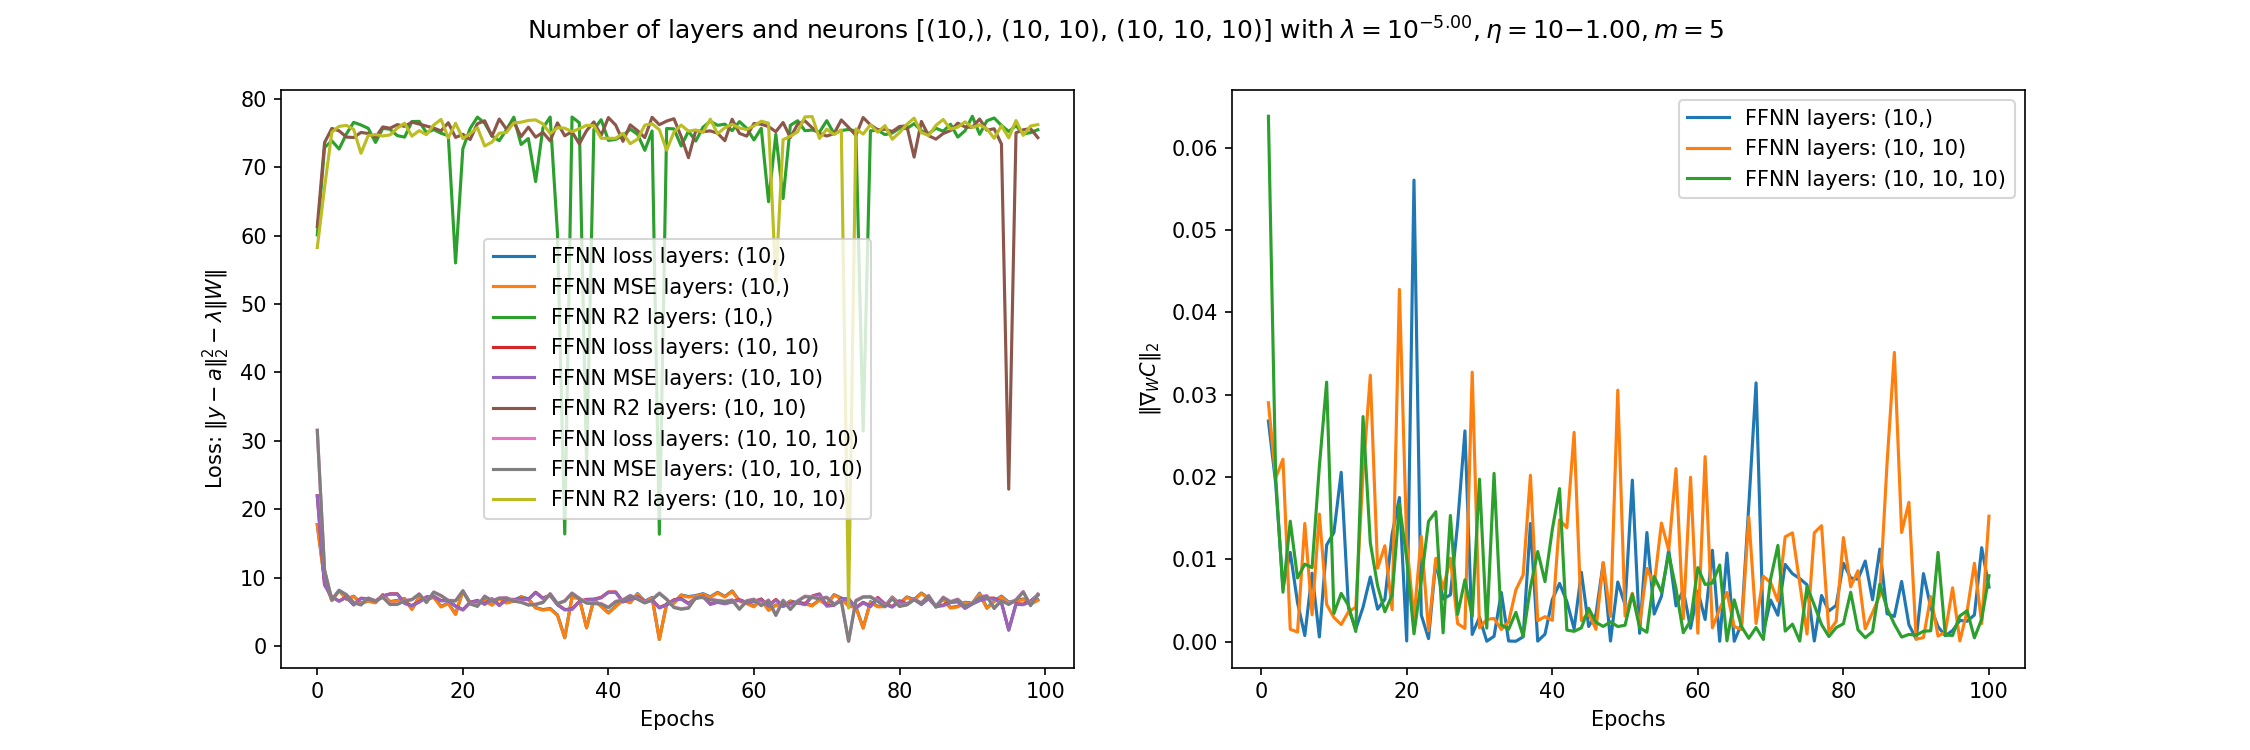 Number of layers and neurons [(10,), (10, 10), (10, 10, 10)] with λ = 10^{−5.00}, η = 10−1.00, m = 5
80
70
60
50
40
30
20
10
0
Loss: ‖y − a‖₂² − λ‖W‖
FFNN loss layers: (10,)
FFNN MSE layers: (10,)
FFNN R2 layers: (10,)
FFNN loss layers: (10, 10)
FFNN MSE layers: (10, 10)
FFNN R2 layers: (10, 10)
FFNN loss layers: (10, 10, 10)
FFNN MSE layers: (10, 10, 10)
FFNN R2 layers: (10, 10, 10)
0 20 40 60 80 100
Epochs
0.06
0.05
0.04
0.03
0.02
0.01
0.00
‖∇_W C‖₂
FFNN layers: (10,)
FFNN layers: (10, 10)
FFNN layers: (10, 10, 10)
0 20 40 60 80 100
Epochs